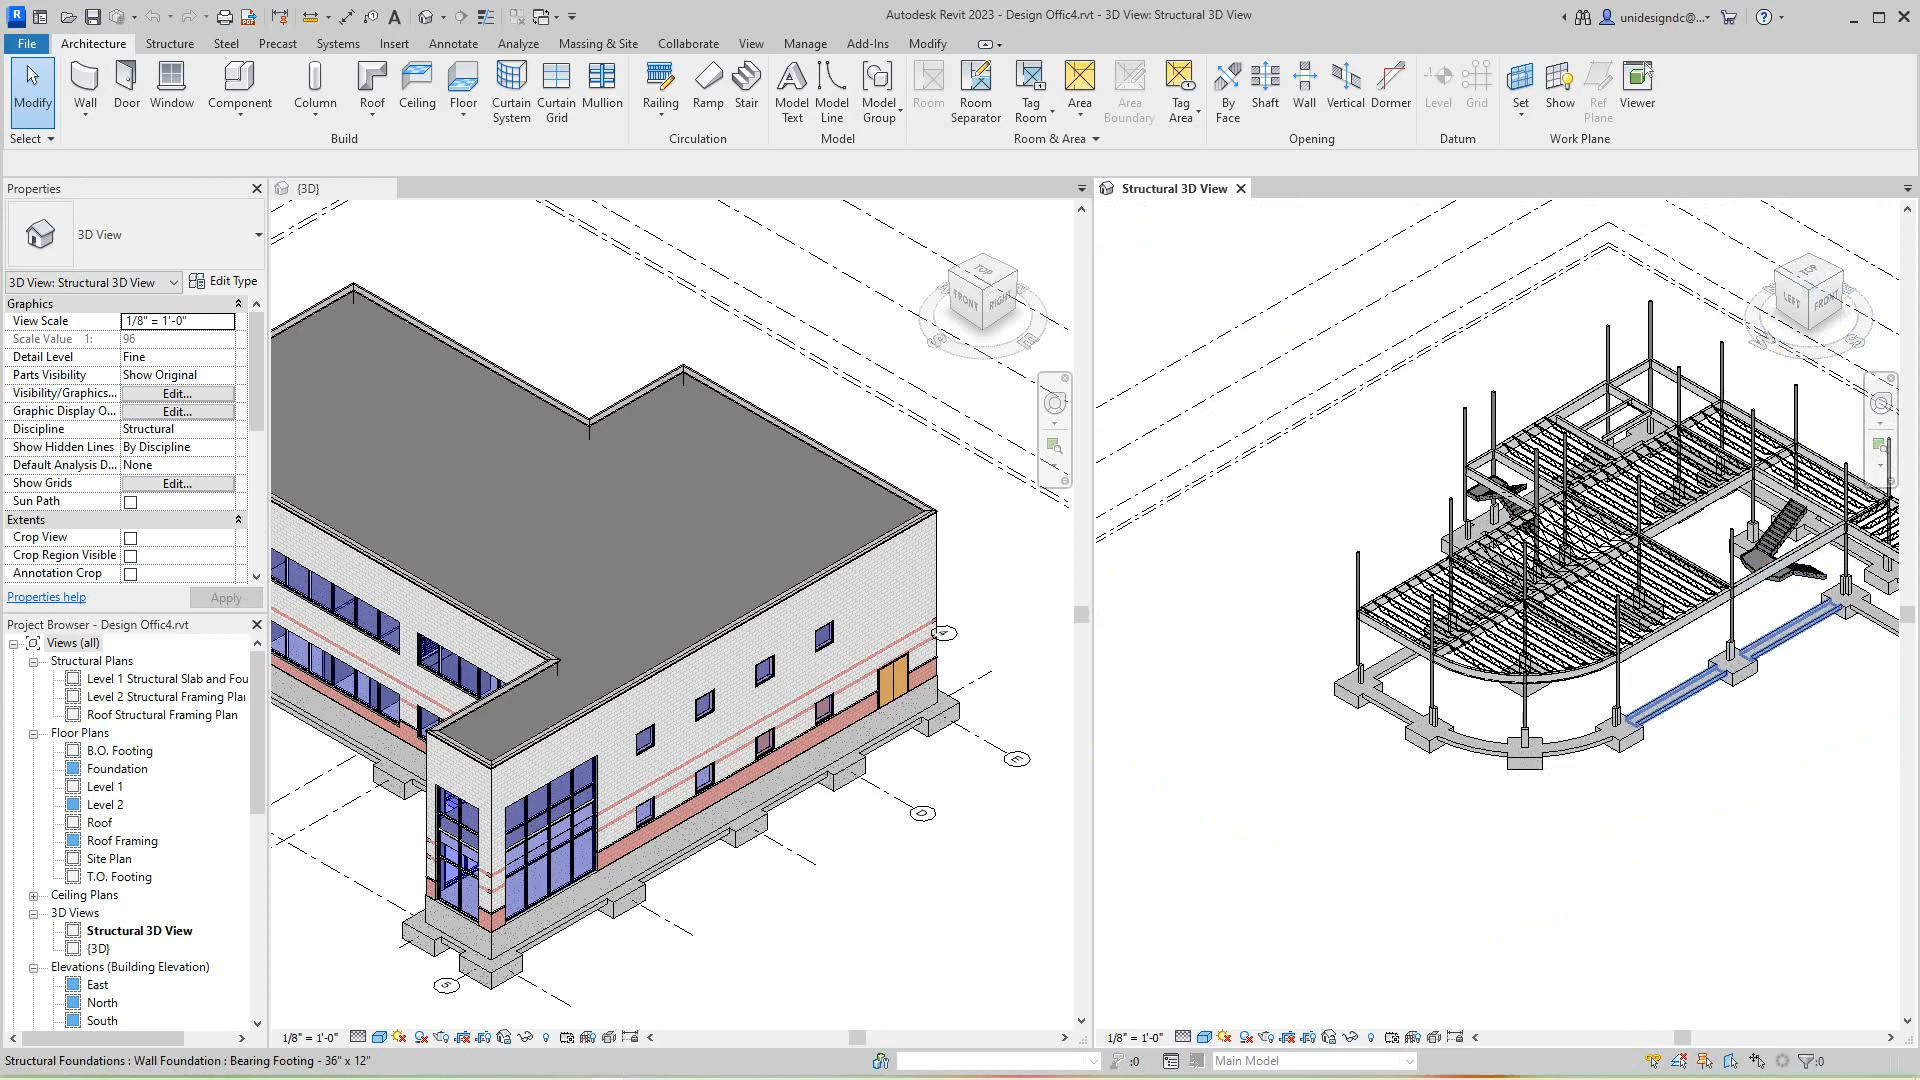 Autodesk Revit 2023 - Design Offic4.rvt - 3D View: Structural 3D View
unidesigndc@...
File Architecture Structure Steel Precast Systems Insert Annotate Analyze Massing & Site Collaborate View Manage Add-Ins Modify
Modify Wall Door Window Component Column Roof Ceiling Floor Curtain System Curtain Grid Mullion Railing Ramp Stair Model Text Model Line Model Group Room Room Separator Tag Room Area Area Boundary Tag Area By Face Shaft Wall Vertical Dormer Level Grid Set Show Ref Plane Viewer
Select Build Circulation Model Room & Area Opening Datum Work Plane
Properties
3D View
3D View: Structural 3D View Edit Type
Graphics
View Scale 1/8" = 1'-0"
Scale Value 1: 96
Detail Level Fine
Parts Visibility Show Original
Visibility/Graphics... Edit...
Graphic Display O... Edit...
Discipline Structural
Show Hidden Lines By Discipline
Default Analysis D... None
Show Grids Edit...
Sun Path
Extents
Crop View
Crop Region Visible
Annotation Crop
Properties help Apply
Project Browser - Design Offic4.rvt
Views (all)
Structural Plans
Level 1 Structural Slab and Fou
Level 2 Structural Framing Plan
Roof Structural Framing Plan
Floor Plans
B.O. Footing
Foundation
Level 1
Level 2
Roof
Roof Framing
Site Plan
T.O. Footing
Ceiling Plans
3D Views
Structural 3D View
{3D}
Elevations (Building Elevation)
East
North
South
{3D}
TOP
FRONT RIGHT
E
4
E
D
5
1/8" = 1'-0"
Structural 3D View
TOP
LEFT FRONT
W S
1/8" = 1'-0"
Structural Foundations : Wall Foundation : Bearing Footing - 36" x 12"
:0
Main Model
:0